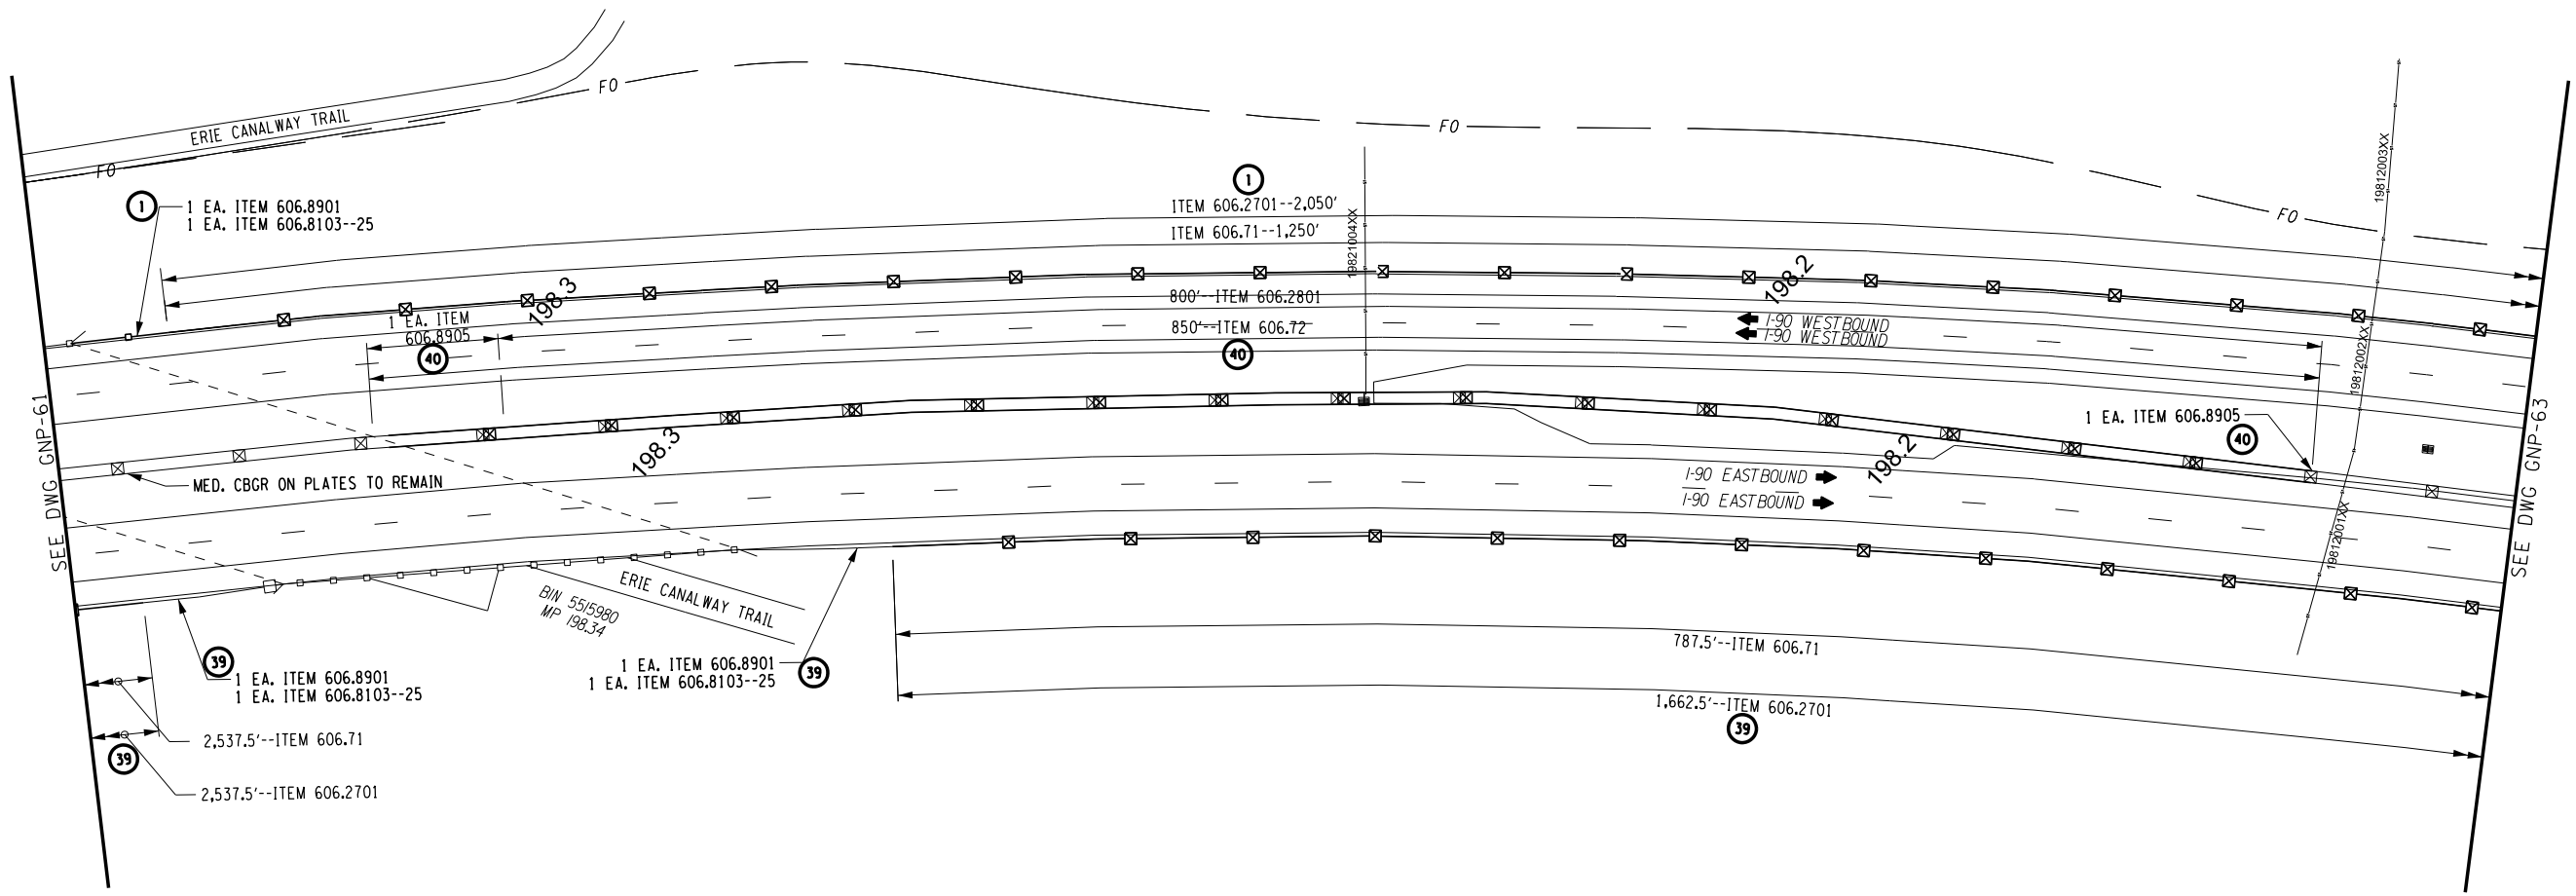 FO
ERIE CANALWAY TRAIL
FO
FO
FO
1
1 EA. ITEM 606.8901
1 EA. ITEM 606.8103--25
1
ITEM 606.2701--2,050'
ITEM 606.71--1,250'
19821004XX
19812003XX
198.3
198.2
800'--ITEM 606.2801
1 EA. ITEM
606.8905
40
850'--ITEM 606.72
40
I-90 WESTBOUND
I-90 WESTBOUND
19812002XX
SEE DWG GNP-61
SEE DWG GNP-63
1 EA. ITEM 606.8905
40
198.3
198.2
MED. CBGR ON PLATES TO REMAIN
I-90 EASTBOUND
I-90 EASTBOUND
19812001XX
ERIE CANALWAY TRAIL
BIN 5515980
MP 198.34
39
1 EA. ITEM 606.8901
1 EA. ITEM 606.8103--25
1 EA. ITEM 606.8901
1 EA. ITEM 606.8103--25
39
787.5'--ITEM 606.71
1,662.5'--ITEM 606.2701
39
2,537.5'--ITEM 606.71
39
2,537.5'--ITEM 606.2701